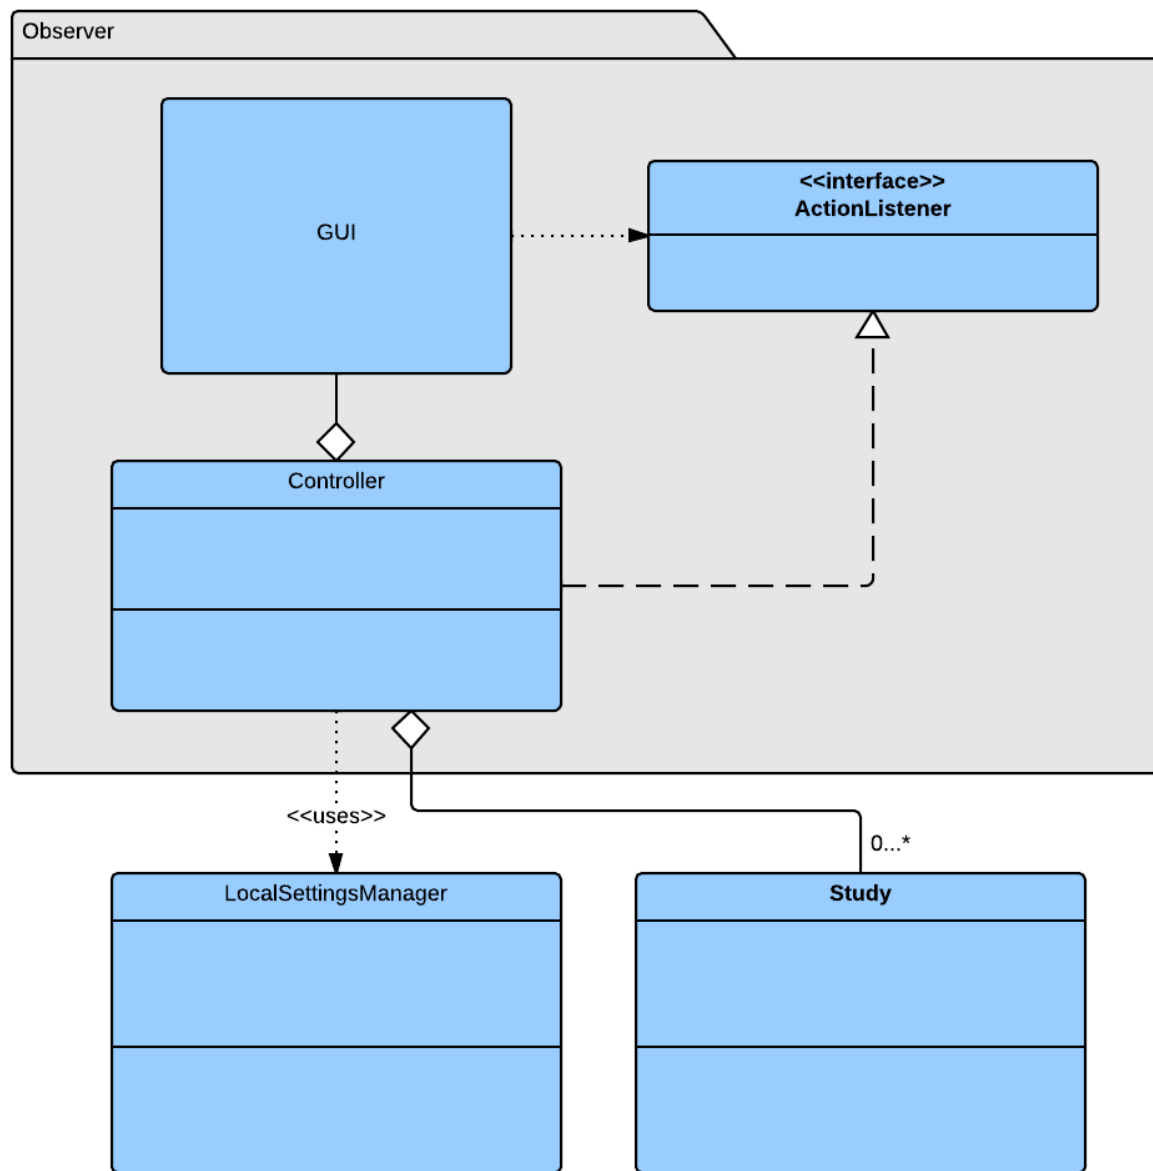 Observer
GUI
<<interface>>
ActionListener
Controller
<<uses>>
0...*
LocalSettingsManager
Study